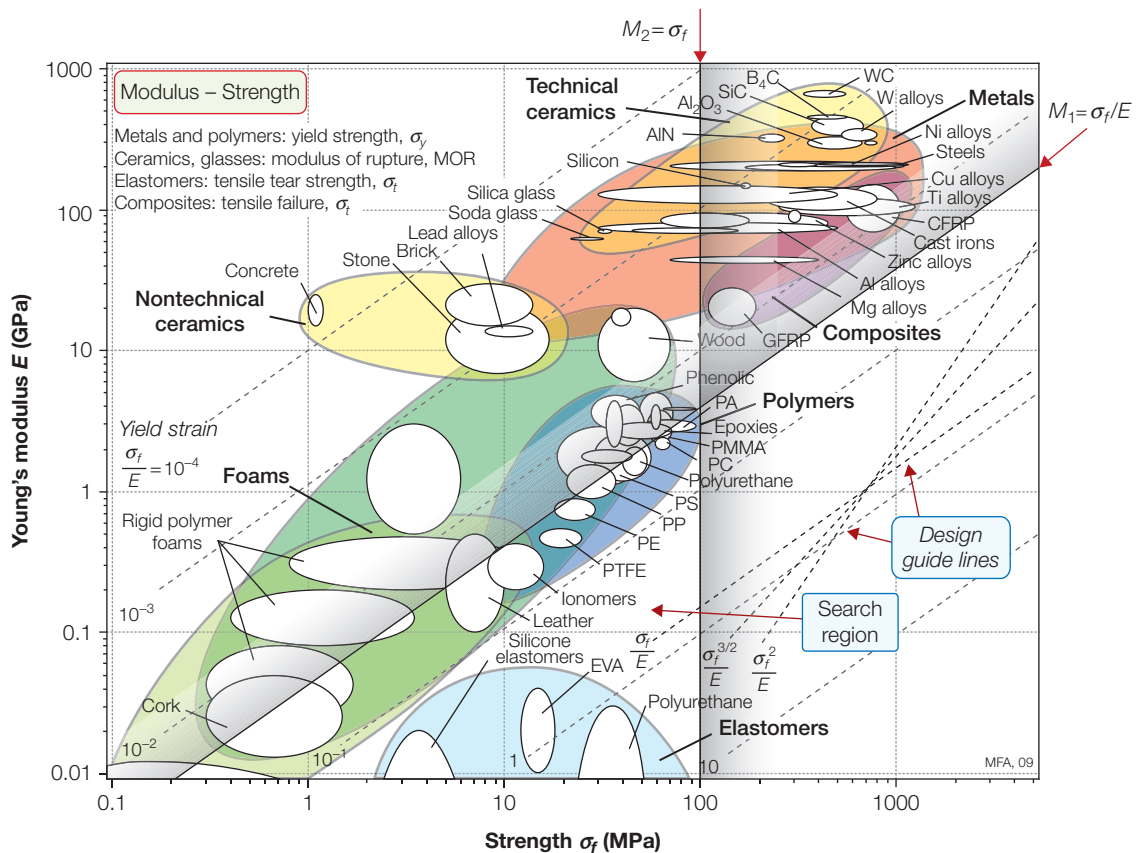 M₂ = σf
1000
Modulus – Strength
Metals and polymers: yield strength, σy
Ceramics, glasses: modulus of rupture, MOR
Elastomers: tensile tear strength, σt
Composites: tensile failure, σt
Technical
ceramics
B₄C
SiC
Al₂O₃
AlN
Silicon
WC
W alloys
Metals
M₁ = σf/E
Ni alloys
Steels
Cu alloys
Ti alloys
CFRP
Cast irons
Zinc alloys
Al alloys
Mg alloys
Composites
GFRP
Silica glass
Soda glass
Lead alloys
Brick
Stone
Concrete
Nontechnical
ceramics
100
10
Wood
Phenolic
PA
Polymers
Epoxies
PMMA
PC
Polyurethane
PS
PP
PE
PTFE
Ionomers
Leather
Yield strain
σf/E = 10⁻⁴
Foams
Rigid polymer
foams
1
Design
guide lines
Search
region
10⁻³
0.1
Silicone
elastomers
EVA
σf/E
σf^3/2/E
σf^2/E
Polyurethane
Elastomers
Cork
10⁻²
10⁻¹
1
10
MFA, 09
0.01
0.1
1
10
100
1000
Strength σf (MPa)
Young's modulus E (GPa)